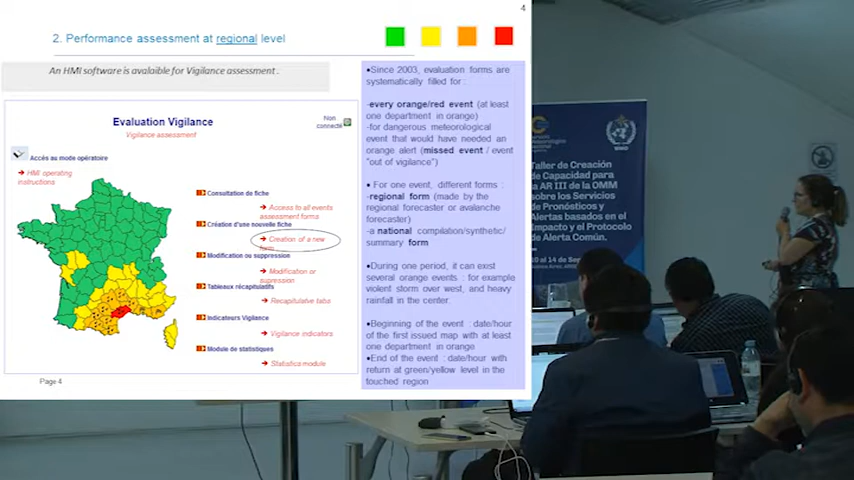 4
2. Performance assessment at regional level
An HMI software is avalaible for Vigilance assessment .
Evaluation Vigilance
Vigilance assessment
Non
connecté
Accés au mode opératoire
HMI operating
instructions
Consultation de fiche
Access to all events
assessment forms
Création d'une nouvelle fiche
Creation of a new
form
Modification ou suppression
Modification or
supression
Tableaux récapitulatifs
Recapitulative tabs
Indicateurs Vigilance
Vigilance indicators
Module de statistiques
Statistics module
Page 4
•Since 2003, evaluation forms are
systematically filled for :
-every orange/red event (at least
one department in orange)
-for dangerous meteorological
event that would have needed an
orange alert (missed event / event
"out of vigilance")
• For one event, different forms :
-regional form (made by the
regional forecaster or avalanche
forecaster)
-a national compilation/synthetic/
summary form
•During one period, it can exist
several orange events : for example
violent storm over west, and heavy
rainfall in the center.
•Beginning of the event : date/hour
of the first issued map with at least
one department in orange
•End of the event : date/hour with
return at green/yellow level in the
touched region
Taller de Creación
de Capacidad para
la AR III de la OMM
sobre los Servicios
de Pronósticos y
Alertas basados en el
Impacto y el Protocolo
de Alerta Común.
10 al 14 de Se